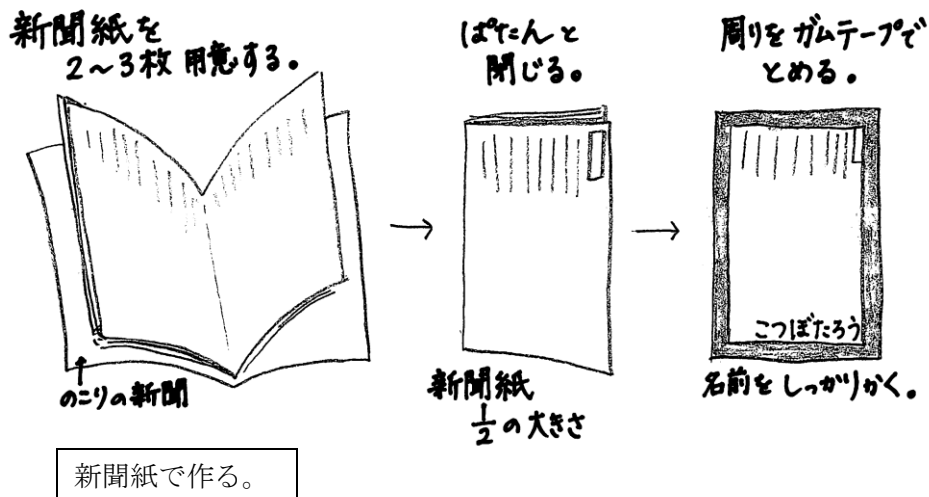 新聞紙を
2〜3枚 用意する。
ぱたんと
閉じる。
周りをガムテープで
とめる。
のこりの新聞
新聞紙
1/2 の大きさ
こつぼたろう
名前をしっかりかく。
新聞紙で作る。